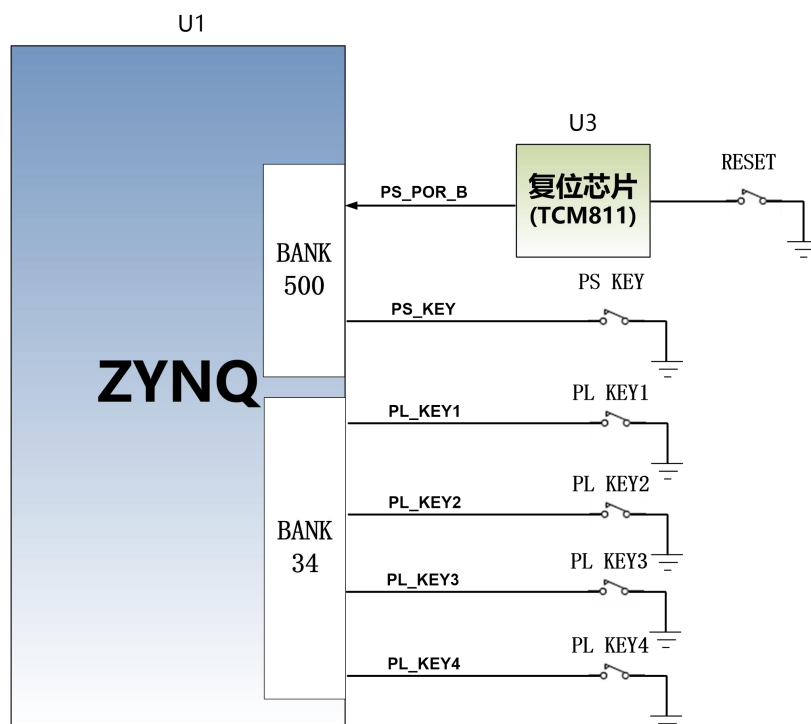 U1
U3
RESET
复位芯片
(TCM811)
PS_POR_B
BANK
500
PS KEY
PS_KEY
ZYNQ
PL KEY1
PL_KEY1
PL KEY2
PL_KEY2
BANK
34
PL KEY3
PL_KEY3
PL KEY4
PL_KEY4